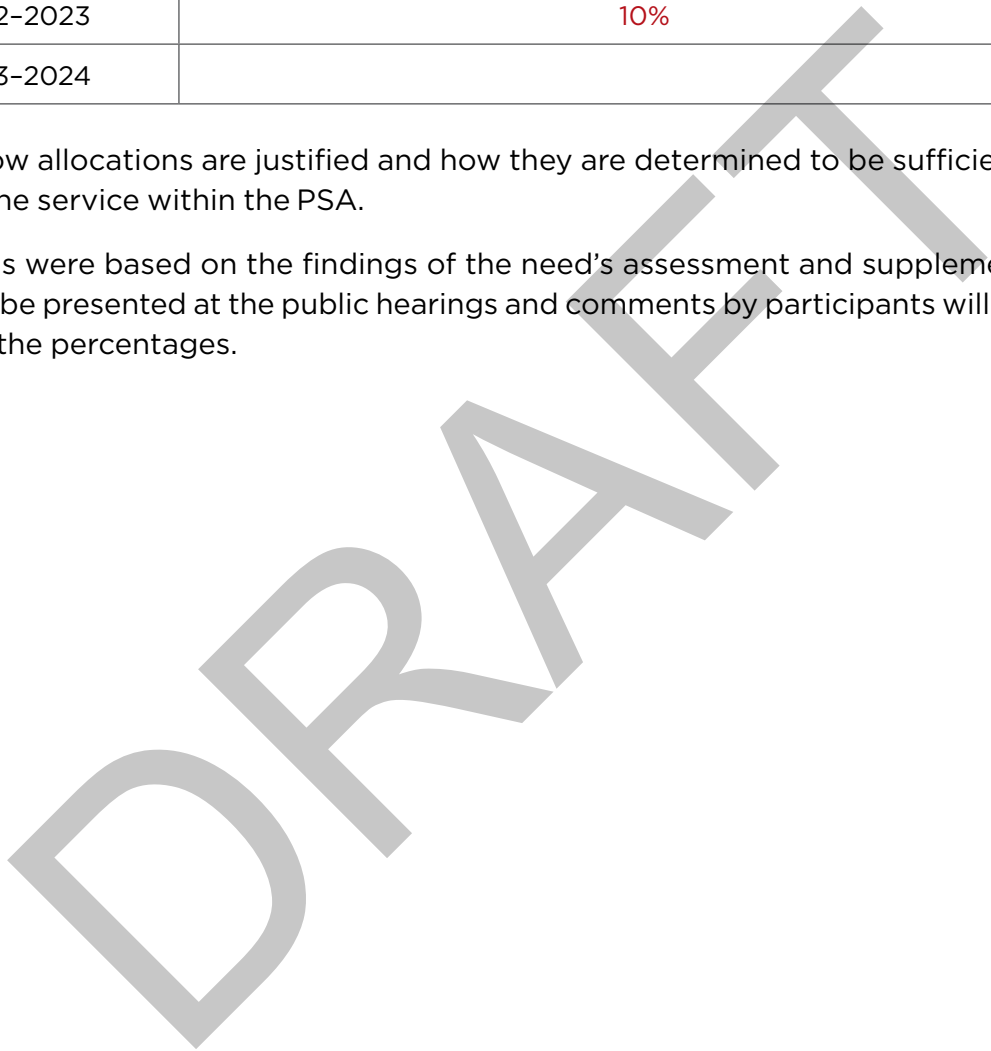 2–2023 10%
3–2024
ow allocations are justified and how they are determined to be sufficie
he service within the PSA.
s were based on the findings of the need’s assessment and suppleme
be presented at the public hearings and comments by participants will
the percentages.
DRAFT